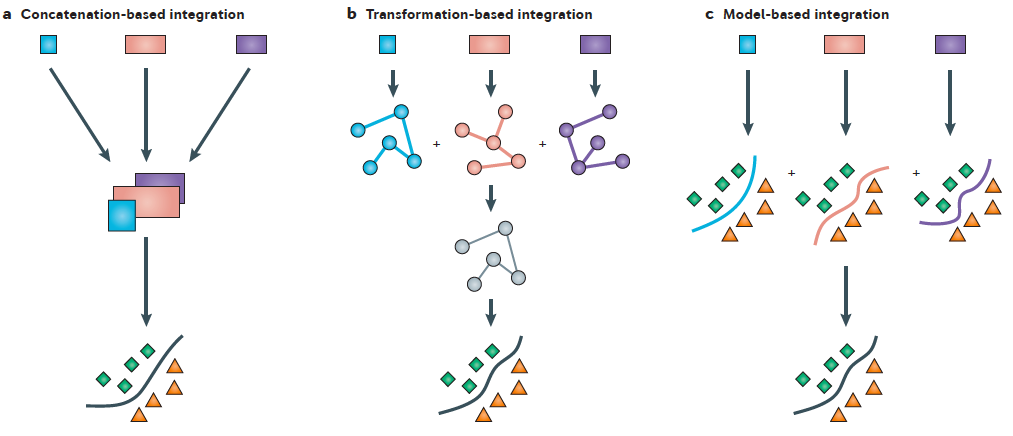 a Concatenation-based integration
b Transformation-based integration
c Model-based integration
+ +
+ +